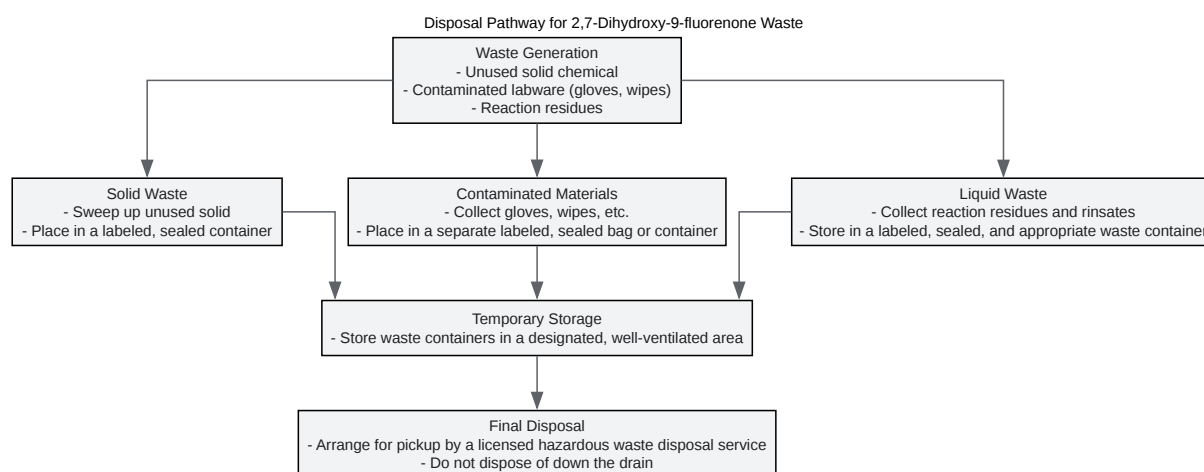 Disposal Pathway for 2,7-Dihydroxy-9-fluorenone Waste
Waste Generation
- Unused solid chemical
- Contaminated labware (gloves, wipes)
- Reaction residues
Solid Waste
- Sweep up unused solid
- Place in a labeled, sealed container
Contaminated Materials
- Collect gloves, wipes, etc.
- Place in a separate labeled, sealed bag or container
Liquid Waste
- Collect reaction residues and rinsates
- Store in a labeled, sealed, and appropriate waste container
Temporary Storage
- Store waste containers in a designated, well-ventilated area
Final Disposal
- Arrange for pickup by a licensed hazardous waste disposal service
- Do not dispose of down the drain